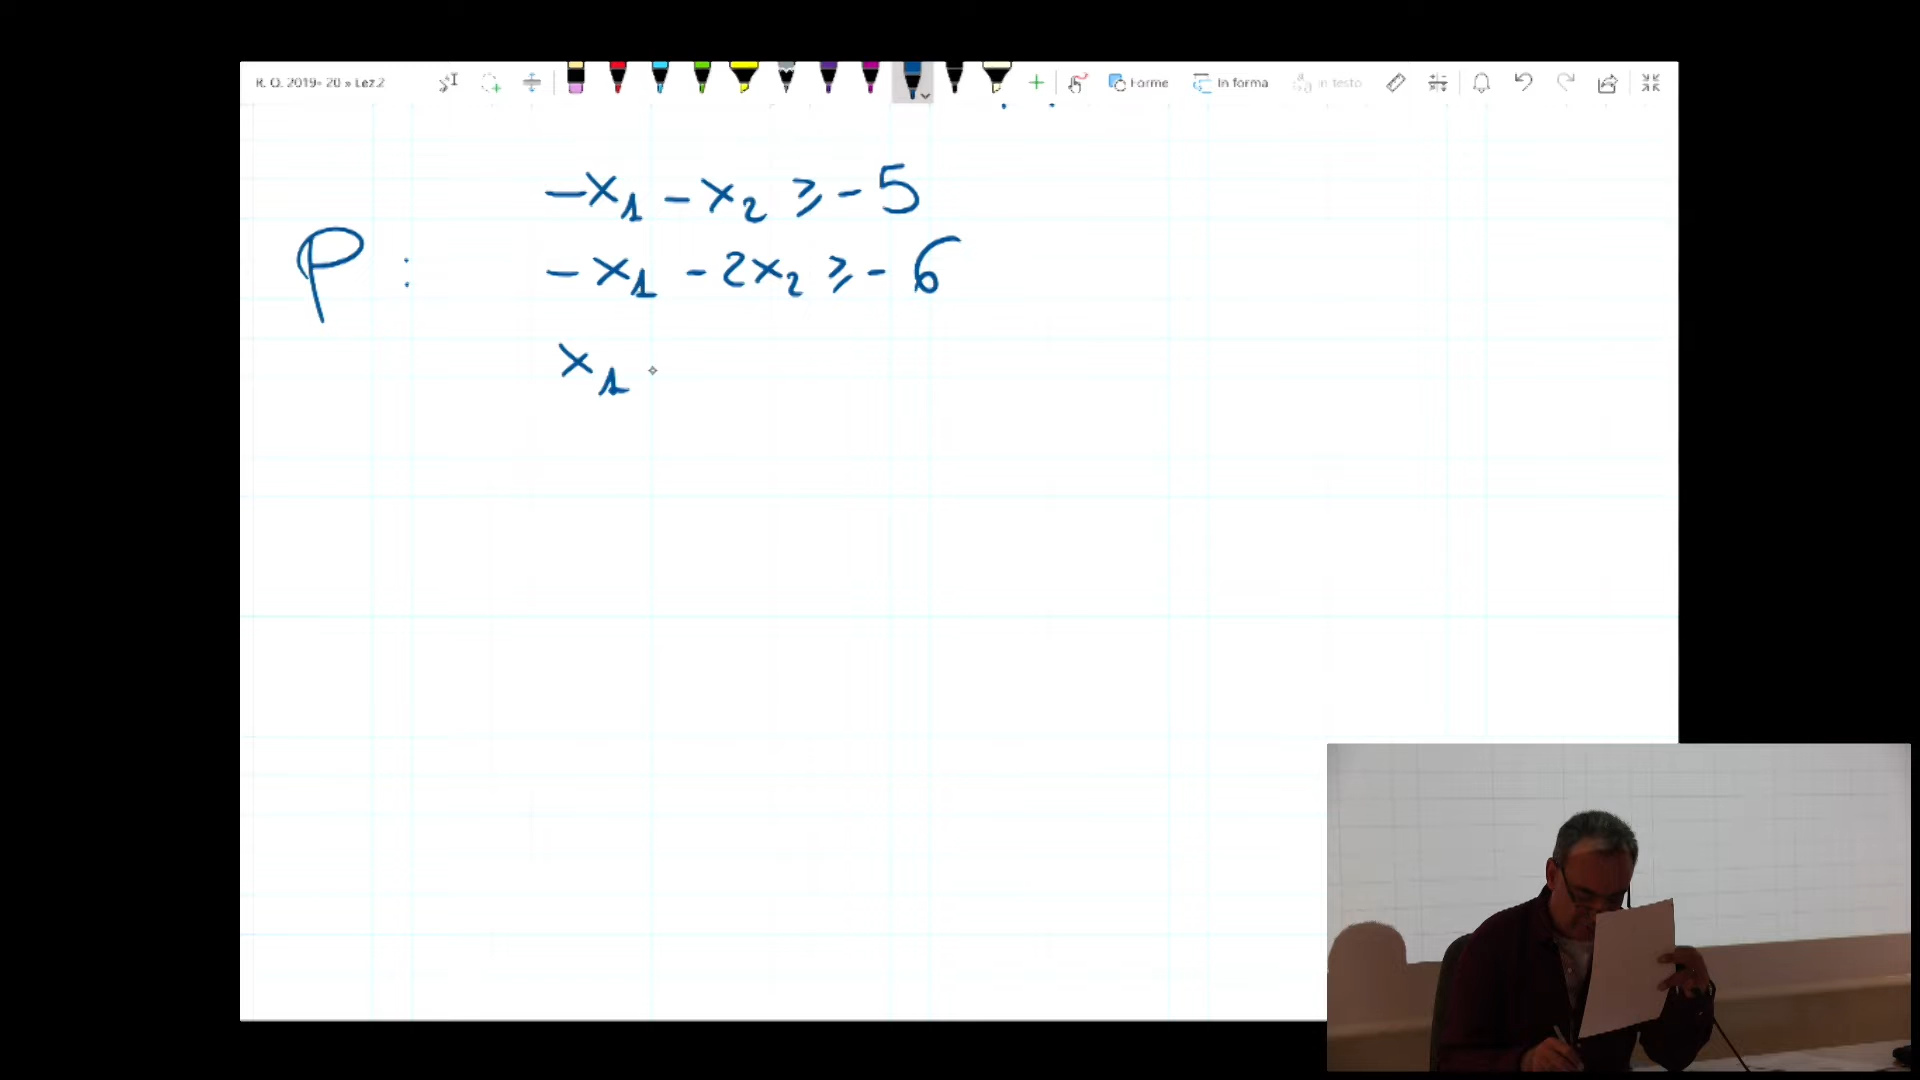 R. O. 2019-20 » Lez.2
Forme
In forma
in testo
-x₁ - x₂ ⩾ - 5
P :
-x₁ - 2x₂ ⩾ - 6
x₁